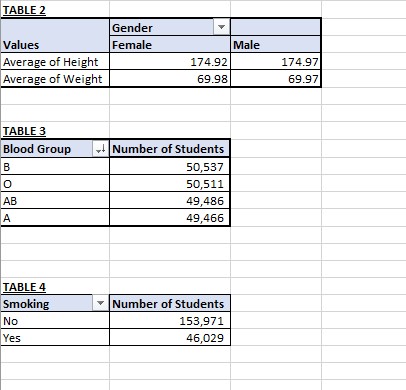 TABLE 2
Gender
Values Female Male
Average of Height 174.92 174.97
Average of Weight 69.98 69.97
TABLE 3
Blood Group Number of Students
B 50,537
O 50,511
AB 49,486
A 49,466
TABLE 4
Smoking Number of Students
No 153,971
Yes 46,029